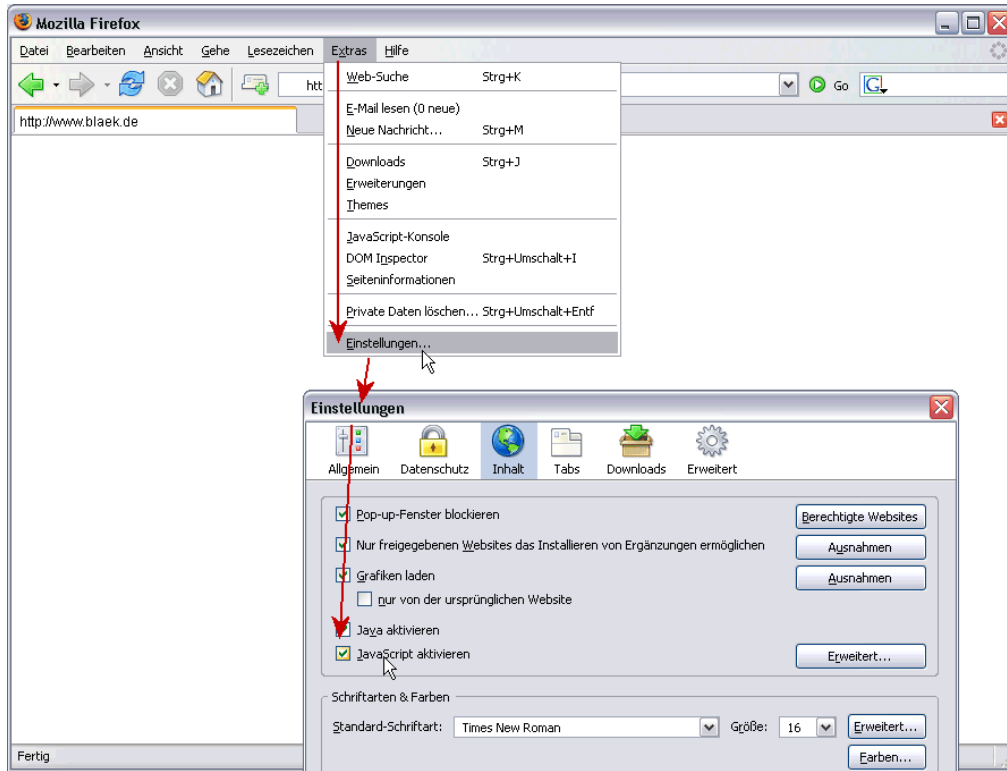 Mozilla Firefox
Datei Bearbeiten Ansicht Gehe Lesezeichen Extras Hilfe
htt Go G
http://www.blaek.de
Web-Suche Strg+K
E-Mail lesen (0 neue)
Neue Nachricht... Strg+M
Downloads Strg+J
Erweiterungen
Themes
JavaScript-Konsole
DOM Inspector Strg+Umschalt+I
Seiteninformationen
Private Daten löschen... Strg+Umschalt+Entf
Einstellungen...
Einstellungen
Allgemein Datenschutz Inhalt Tabs Downloads Erweitert
Pop-up-Fenster blockieren Berechtigte Websites
Nur freigegebenen Websites das Installieren von Ergänzungen ermöglichen Ausnahmen
Grafiken laden Ausnahmen
nur von der ursprünglichen Website
Java aktivieren
JavaScript aktivieren Erweitert...
Schriftarten & Farben
Standard-Schriftart: Times New Roman Größe: 16 Erweitert...
Farben...
Fertig